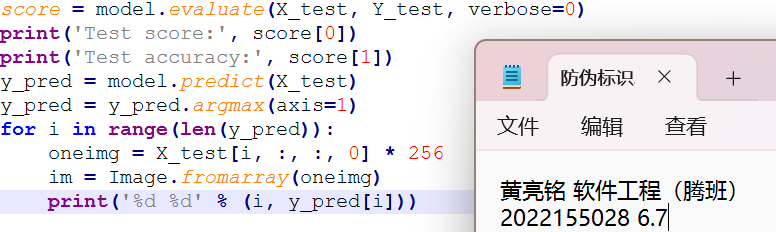 score = model.evaluate(X_test, Y_test, verbose=0)
print('Test score:', score[0])
print('Test accuracy:', score[1])
y_pred = model.predict(X_test)
y_pred = y_pred.argmax(axis=1)
for i in range(len(y_pred)):
    oneimg = X_test[i, :, :, 0] * 256
    im = Image.fromarray(oneimg)
    print('%d %d' % (i, y_pred[i]))
防伪标识
文件 编辑 查看
黄亮铭 软件工程（腾班）
2022155028 6.7